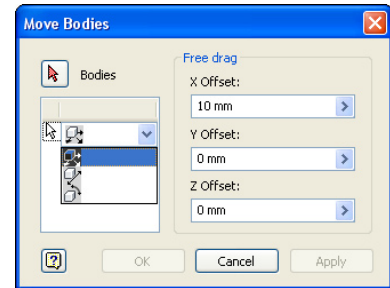 Move Bodies
Bodies
Free drag
X Offset:
10 mm
Y Offset:
0 mm
Z Offset:
0 mm
?
OK
Cancel
Apply